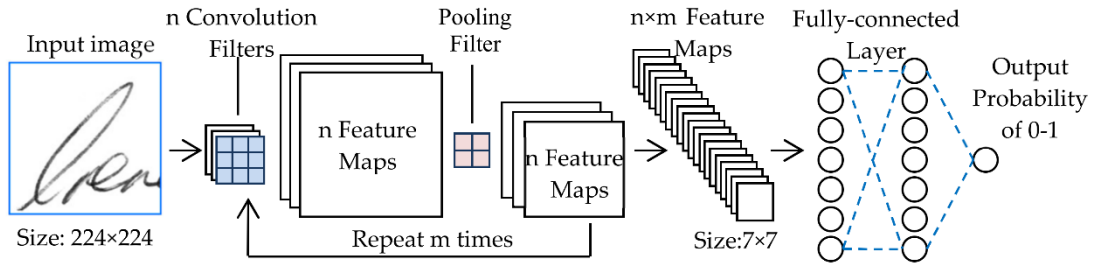 Input image
Size: 224×224
n Convolution
Filters
n Feature
Maps
Pooling
Filter
n Feature
Maps
Repeat m times
n×m Feature
Maps
Size:7×7
Fully-connected
Layer
Output
Probability
of 0-1